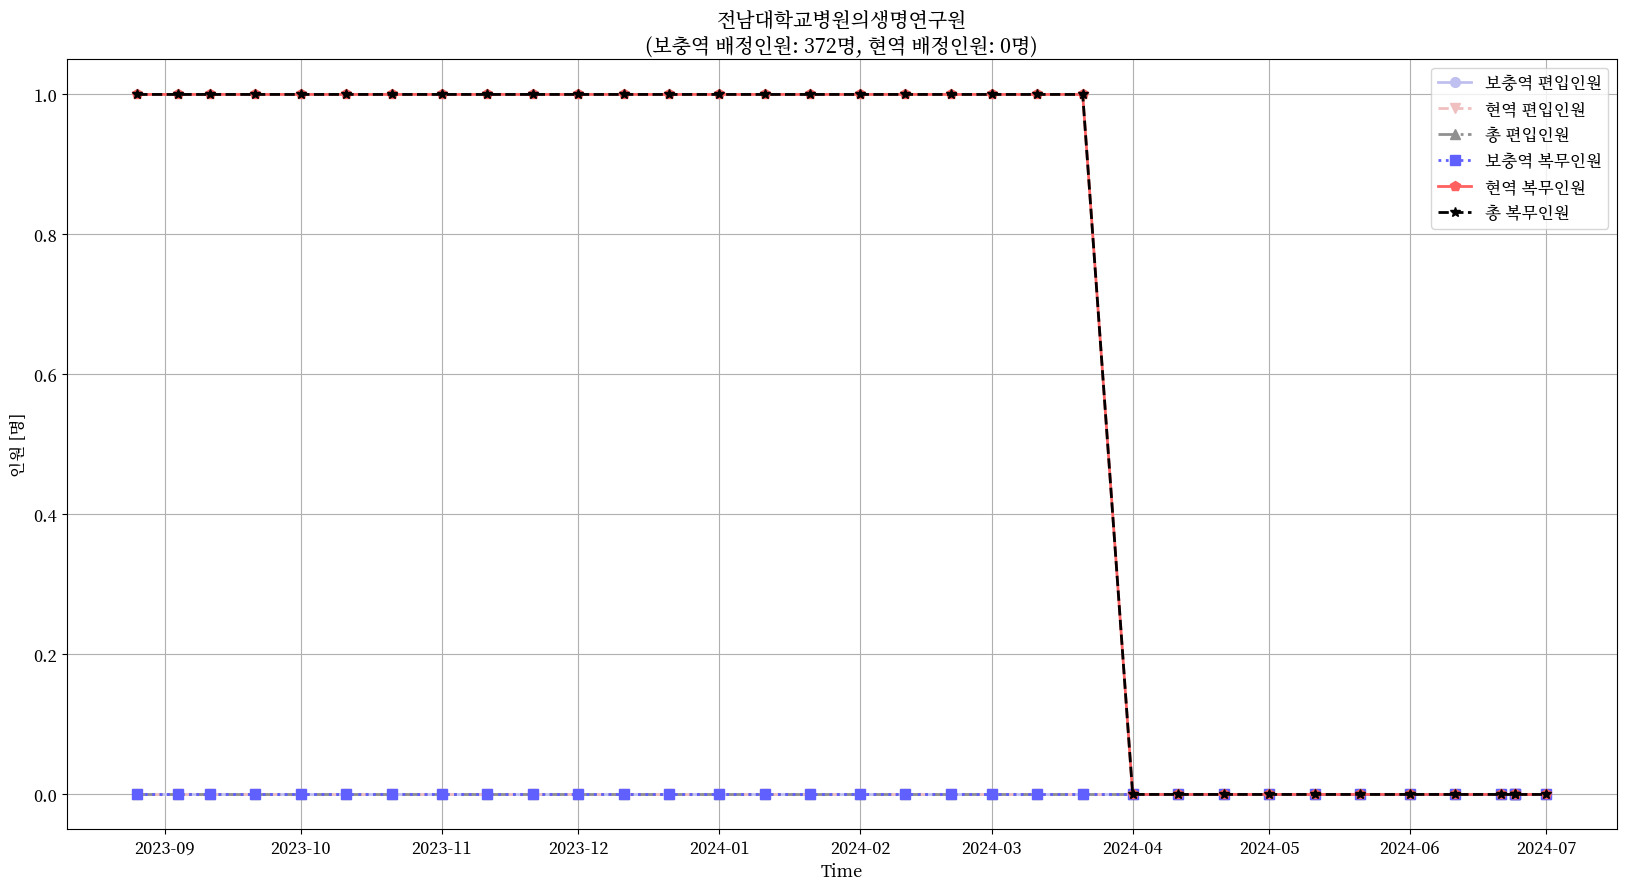 전남대학교병원의생명연구원
(보충역 배정인원: 372명, 현역 배정인원: 0명)
보충역 편입인원
현역 편입인원
총 편입인원
보충역 복무인원
현역 복무인원
총 복무인원
인원 [명]
1.0
0.8
0.6
0.4
0.2
0.0
2023-09 2023-10 2023-11 2023-12 2024-01 2024-02 2024-03 2024-04 2024-05 2024-06 2024-07
Time